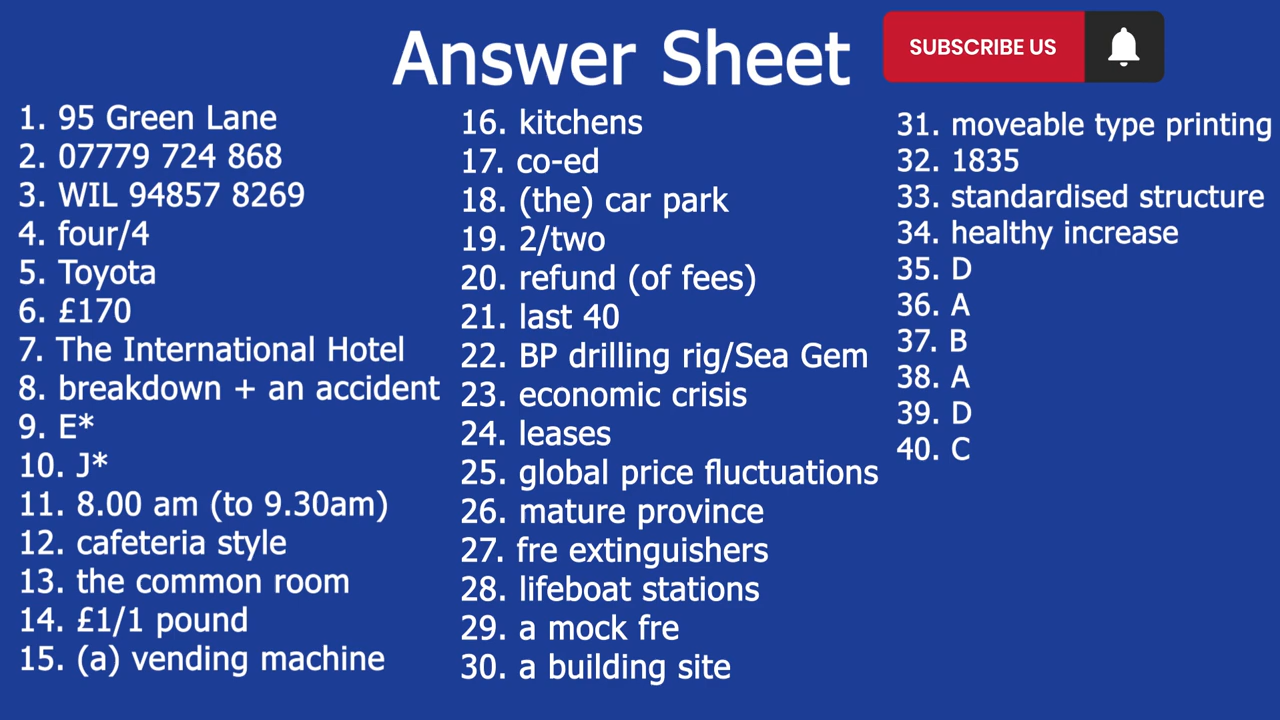 Answer Sheet
SUBSCRIBE US
1. 95 Green Lane
2. 07779 724 868
3. WIL 94857 8269
4. four/4
5. Toyota
6. £170
7. The International Hotel
8. breakdown + an accident
9. E*
10. J*
11. 8.00 am (to 9.30am)
12. cafeteria style
13. the common room
14. £1/1 pound
15. (a) vending machine
16. kitchens
17. co-ed
18. (the) car park
19. 2/two
20. refund (of fees)
21. last 40
22. BP drilling rig/Sea Gem
23. economic crisis
24. leases
25. global price fluctuations
26. mature province
27. fre extinguishers
28. lifeboat stations
29. a mock fre
30. a building site
31. moveable type printing
32. 1835
33. standardised structure
34. healthy increase
35. D
36. A
37. B
38. A
39. D
40. C